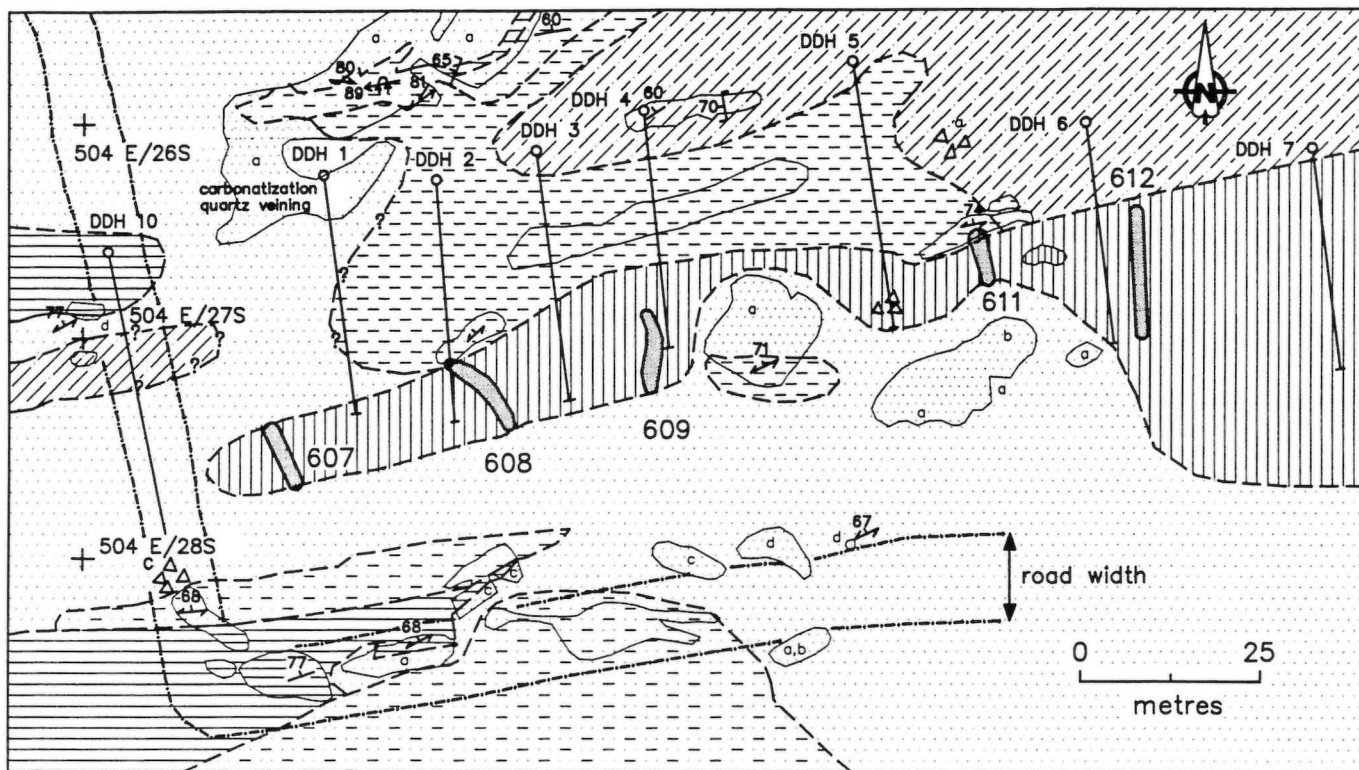 60
a
a
65
80
81
89
DDH 5
N
504 E/26S
a
DDH 1
carbonatization
quartz veining
DDH 2
DDH 3
DDH 4
60
70
a
DDH 6
DDH 7
612
?
DDH 10
?
7
611
77
d
504 E/27S
?
?
?
?
a
71
b
a
a
a
609
607
608
504 E/28S
c
68
c
c
c
d
d
67
road width
68
77
a
a,b
0 25
metres